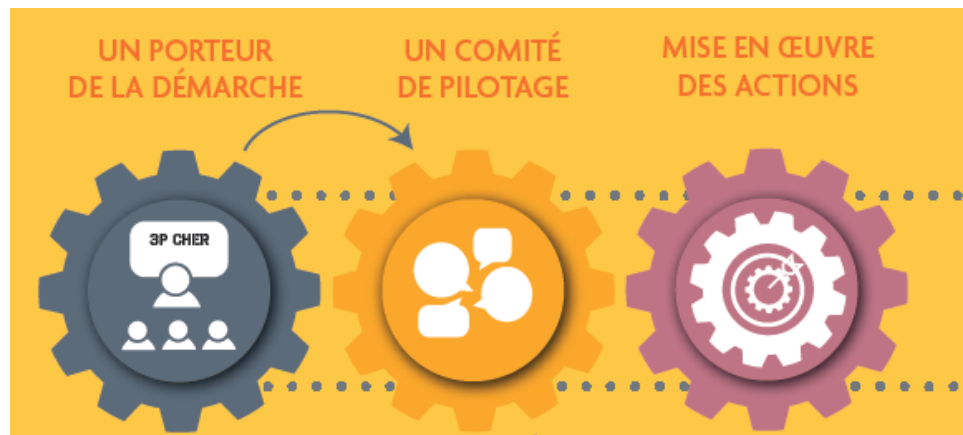 UN PORTEUR
DE LA DÉMARCHE
UN COMITÉ
DE PILOTAGE
MISE EN ŒUVRE
DES ACTIONS
3P CHER